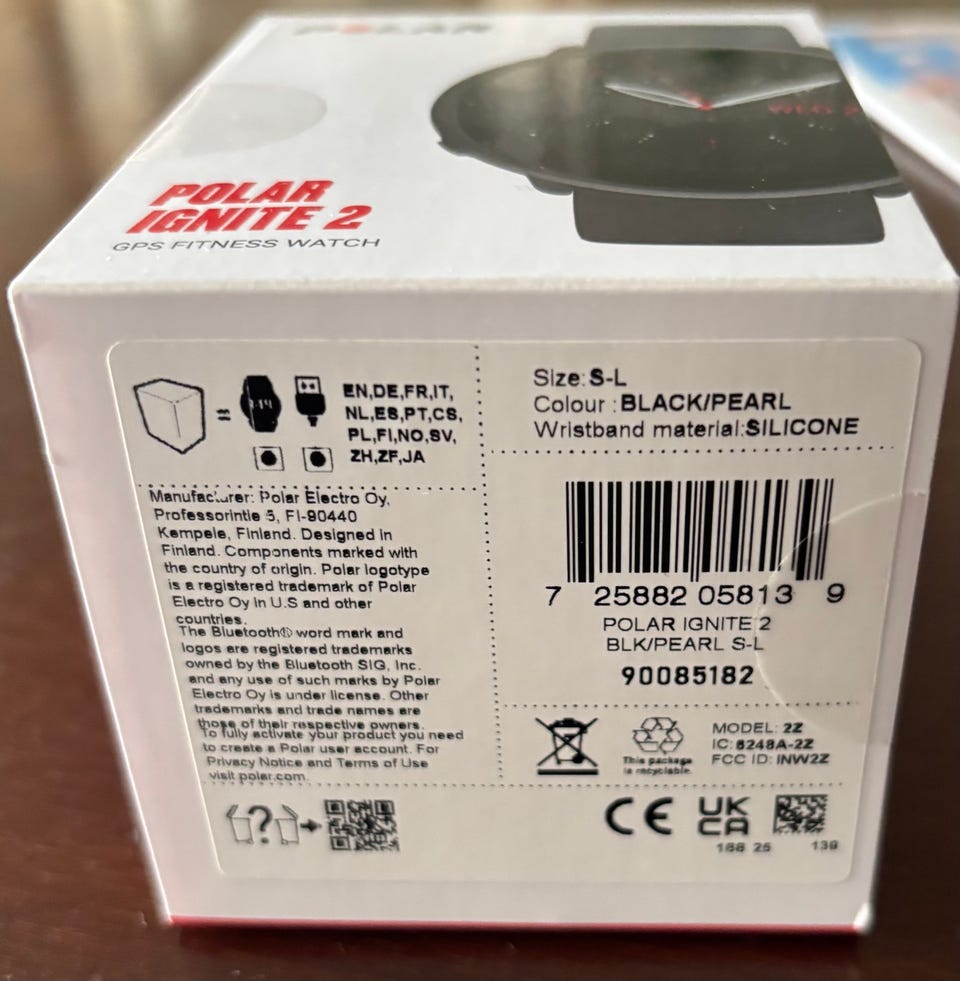 POLAR
POLAR
IGNITE 2
GPS FITNESS WATCH
EN,DE,FR,IT,
NL,ES,PT,CS,
PL,FI,NO,SV,
ZH,ZF,JA
Size:S-L
Colour :BLACK/PEARL
Wristband material:SILICONE
Manufacturer: Polar Electro Oy,
Professorintie 5, FI-90440
Kempele, Finland. Designed in
Finland. Components marked with
the country of origin. Polar logotype
is a registered trademark of Polar
Electro Oy in U.S and other
countries.
The Bluetooth® word mark and
logos are registered trademarks
owned by the Bluetooth SIG, Inc.
and any use of such marks by Polar
Electro Oy is under license. Other
trademarks and trade names are
those of their respective owners.
To fully activate your product you need
to create a Polar user account. For
Privacy Notice and Terms of Use
visit polar.com.
7 25882 05813 9
POLAR IGNITE 2
BLK/PEARL S-L
90085182
This package
is recyclable.
MODEL: 2Z
IC: 6248A-2Z
FCC ID: INW2Z
?
CE
UK
CA
25
139